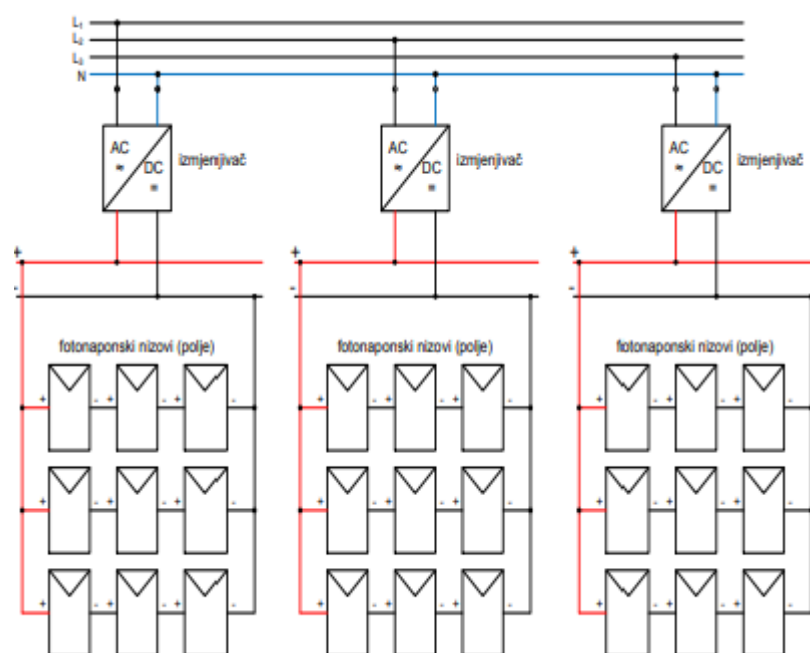 L₁
L₂
L₃
N
AC
≈
DC
=
izmjenjivač
AC
≈
DC
=
izmjenjivač
AC
≈
DC
=
izmjenjivač
+
-
+
-
+
-
fotonaponski nizovi (polje)
fotonaponski nizovi (polje)
fotonaponski nizovi (polje)
+ - + - + -
+ - + - + -
+ - + - + -
+ - + - + -
+ - + - + -
+ - + - + -
+ - + - + -
+ - + - + -
+ - + - + -